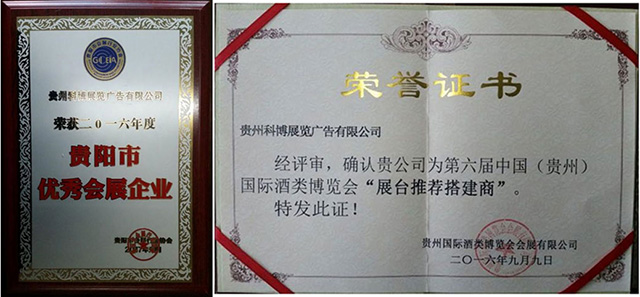 贵州科博展览广告有限公司
荣获二0一六年度
贵阳市
优秀会展企业
荣誉证书
贵州科博展览广告有限公司
经评审，确认贵公司为第六届中国（贵州）
国际酒类博览会“展台推荐搭建商”。
特发此证！
贵州国际酒类博览会会展有限公司
二〇一六年九月九日